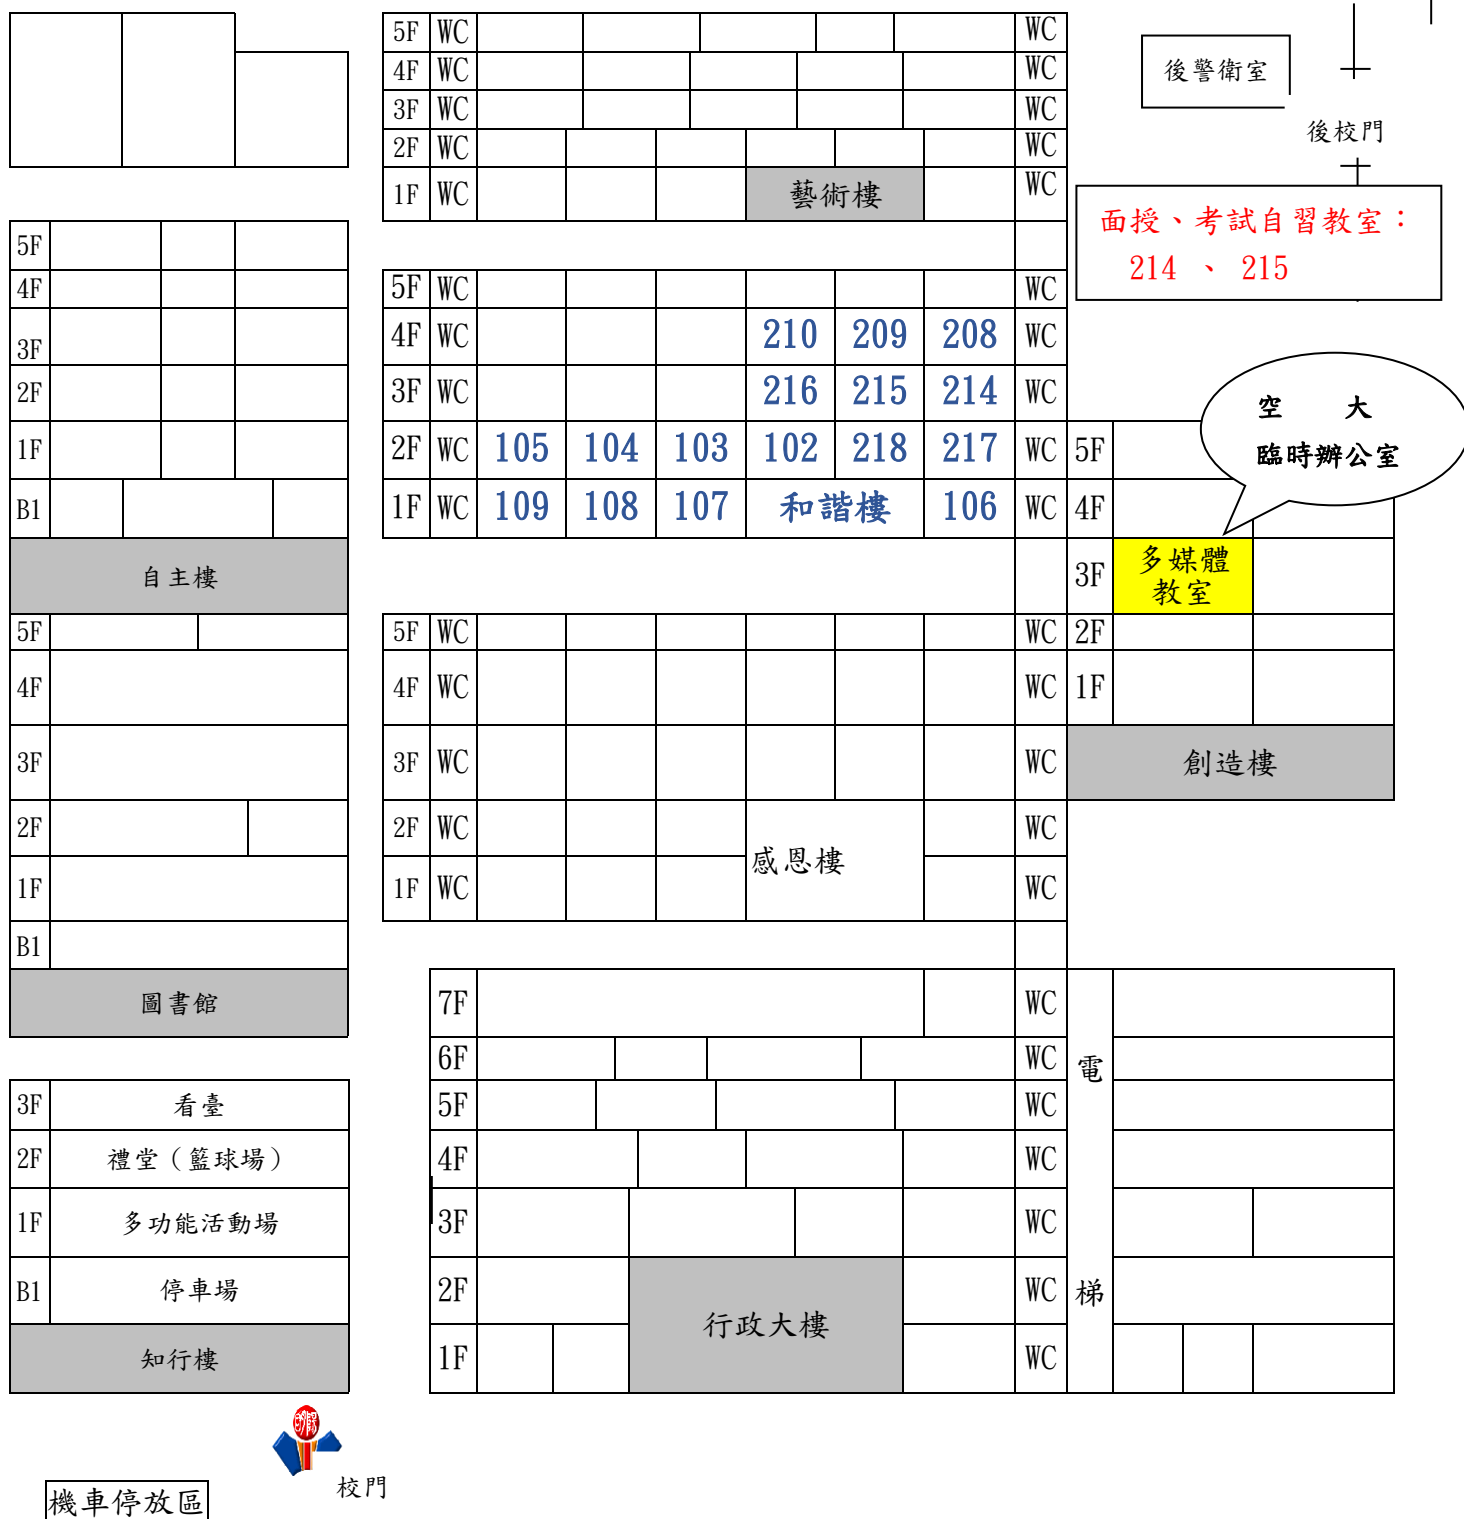 5F WC WC
4F WC WC
3F WC WC
2F WC WC
1F WC 藝術樓 WC
後警衛室
後校門
面授、考試自習教室：
214 、 215
5F
4F
3F
2F
1F
B1
自主樓
5F WC WC
4F WC 210 209 208 WC
3F WC 216 215 214 WC
2F WC 105 104 103 102 218 217 WC
1F WC 109 108 107 和諧樓 106 WC
空 大
臨時辦公室
5F
4F
3F 多媒體
教室
2F
1F
創造樓
5F
4F
3F
2F
1F
B1
圖書館
5F WC WC
4F WC WC
3F WC WC
2F WC WC
感恩樓
1F WC WC
3F 看臺
2F 禮堂（籃球場）
1F 多功能活動場
B1 停車場
知行樓
7F WC
6F WC
5F WC
4F WC
3F WC
2F WC
行政大樓
1F WC
電
梯
校門
機車停放區